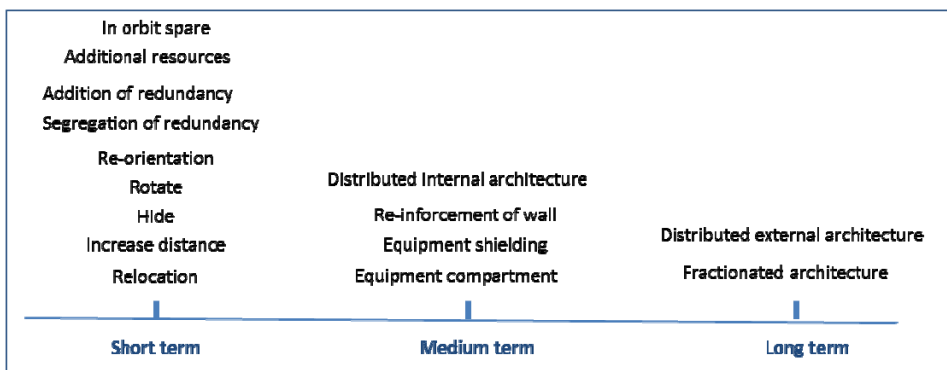 In orbit spare
Additional resources
Addition of redundancy
Segregation of redundancy
Re-orientation
Rotate
Hide
Increase distance
Relocation
Distributed internal architecture
Re-inforcement of wall
Equipment shielding
Equipment compartment
Distributed external architecture
Fractionated architecture
Short term
Medium term
Long term